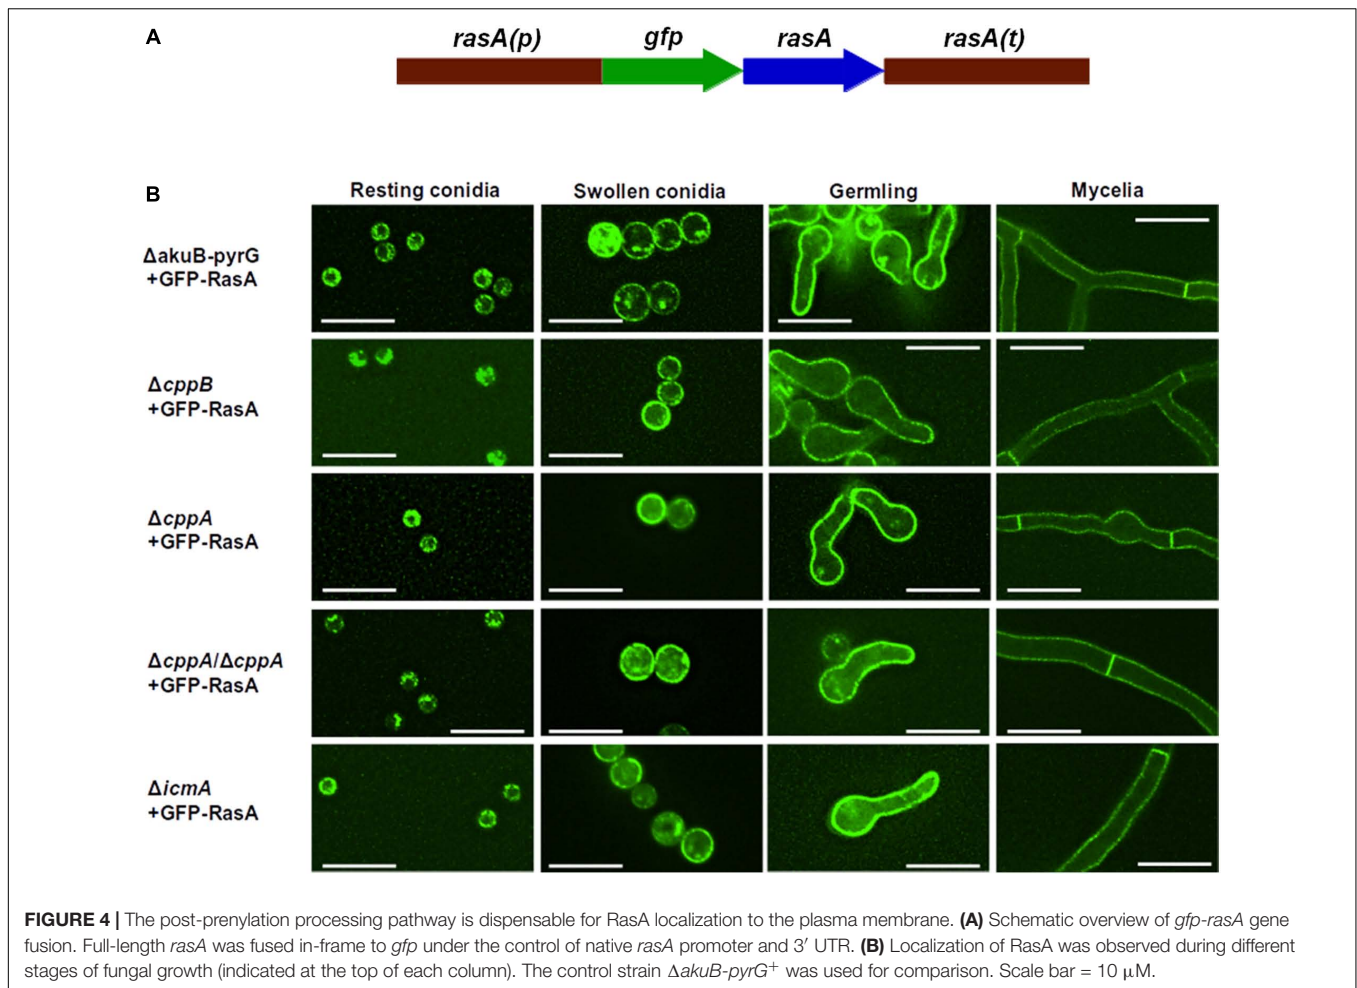 A
rasA(p) gfp rasA rasA(t)
B
Resting conidia Swollen conidia Germling Mycelia
ΔakuB-pyrG
+GFP-RasA
ΔcppB
+GFP-RasA
ΔcppA
+GFP-RasA
ΔcppA/ΔcppA
+GFP-RasA
ΔicmA
+GFP-RasA
FIGURE 4 | The post-prenylation processing pathway is dispensable for RasA localization to the plasma membrane. (A) Schematic overview of gfp-rasA gene
fusion. Full-length rasA was fused in-frame to gfp under the control of native rasA promoter and 3′ UTR. (B) Localization of RasA was observed during different
stages of fungal growth (indicated at the top of each column). The control strain ΔakuB-pyrG⁺ was used for comparison. Scale bar = 10 μM.